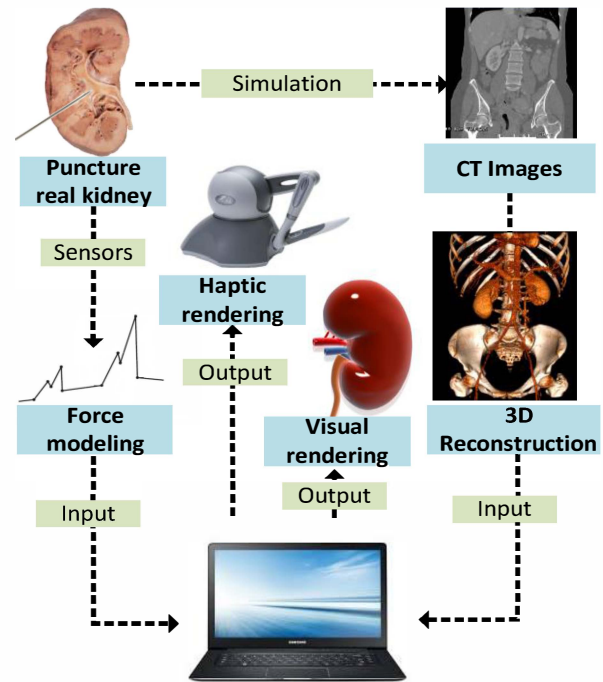 Simulation
Puncture
real kidney
CT Images
Sensors
Haptic
rendering
Output
Force
modeling
Visual
rendering
3D
Reconstruction
Input
Output
Input